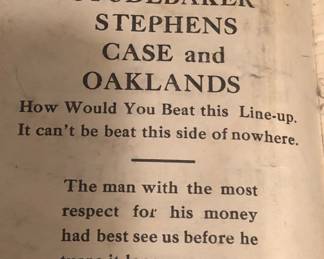 STUDEBAKER
STEPHENS
CASE and
OAKLANDS
How Would You Beat this Line-up.
It can't be beat this side of nowhere.
The man with the most
respect for his money
had best see us before he